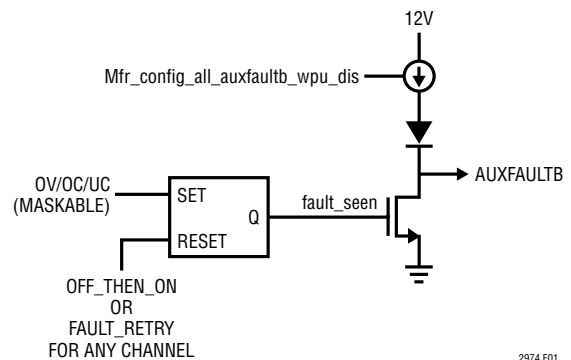 12V
Mfr_config_all_auxfaultb_wpu_dis
AUXFAULTB
OV/OC/UC
(MASKABLE)
SET
Q
RESET
fault_seen
OFF_THEN_ON
OR
FAULT_RETRY
FOR ANY CHANNEL
2974 F01